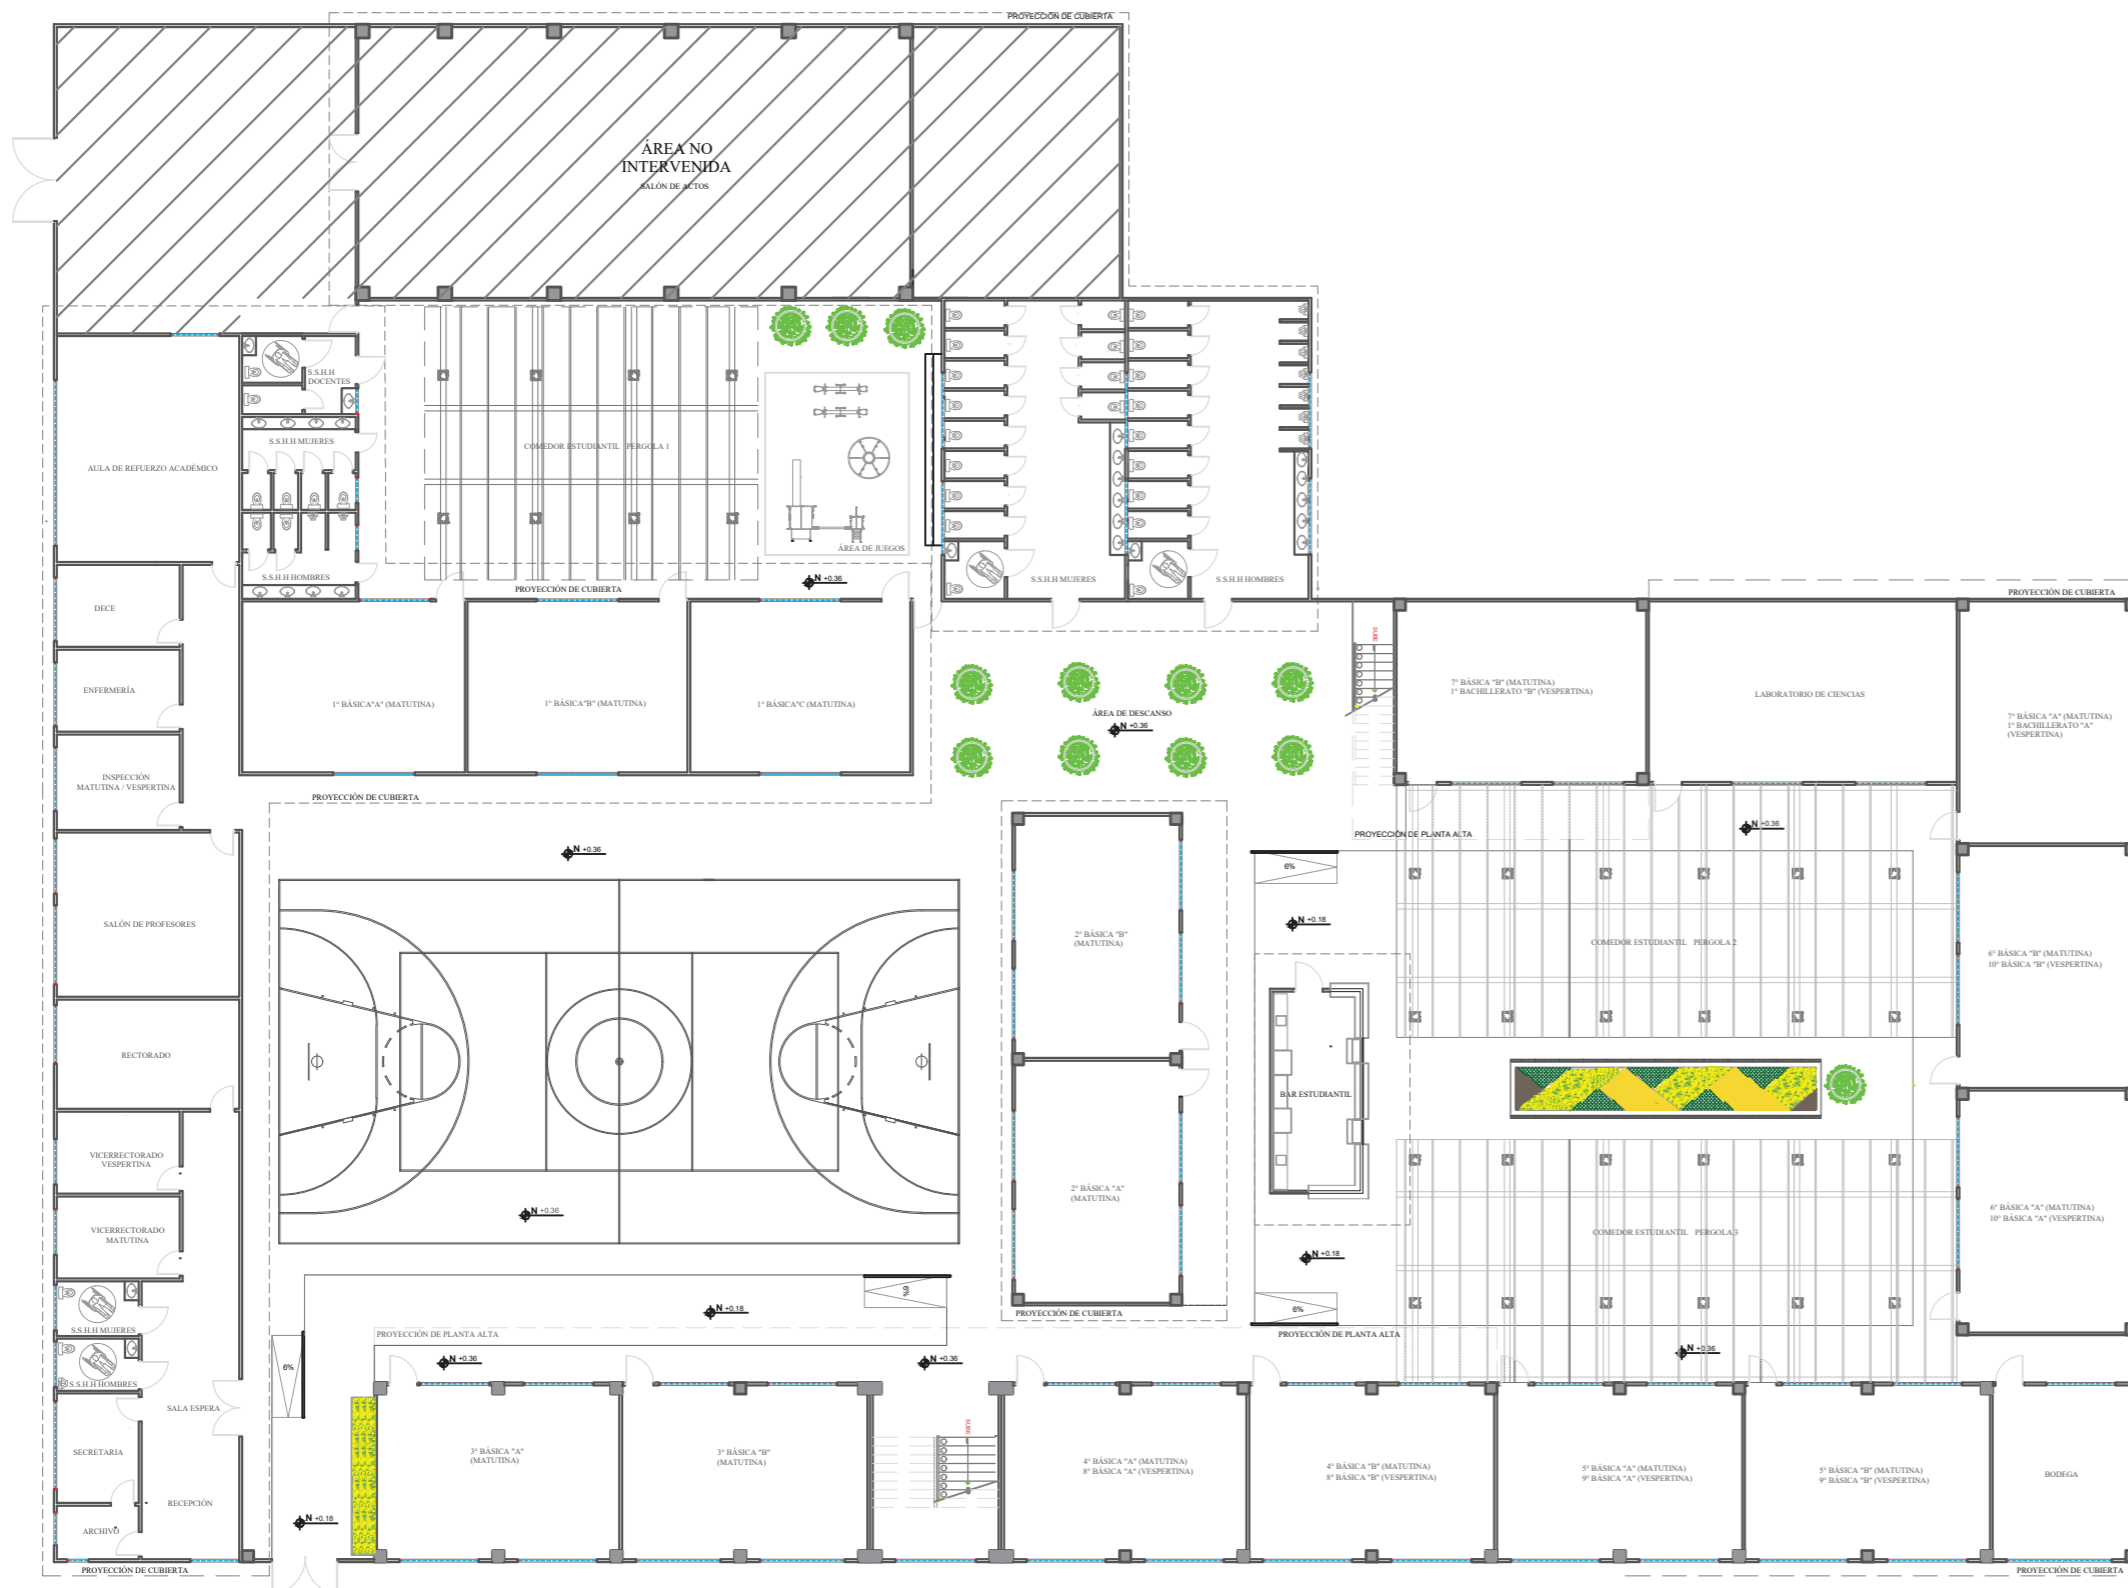 PROYECCIÓN DE CUBIERTA
ÁREA NO
INTERVENIDA
SALÓN DE ACTOS
S.S.H.H
DOCENTES
S.S.H.H MUJERES
AULA DE REFUERZO ACADÉMICO
COMEDOR ESTUDIANTIL PERGOLA 1
ÁREA DE JUEGOS
S.S.H.H HOMBRES
S.S.H.H MUJERES
S.S.H.H HOMBRES
N +0.36
PROYECCIÓN DE CUBIERTA
PROYECCIÓN DE CUBIERTA
DECE
SUBE
ENFERMERÍA
1° BÁSICA"A" (MATUTINA)
1° BÁSICA"B" (MATUTINA)
1° BÁSICA"C (MATUTINA)
ÁREA DE DESCANSO
N +0.36
7° BÁSICA "B" (MATUTINA)
1° BACHILLERATO "B" (VESPERTINA)
LABORATORIO DE CIENCIAS
7° BÁSICA "A" (MATUTINA)
1° BACHILLERATO "A"
(VESPERTINA)
INSPECCIÓN
MATUTINA / VESPERTINA
PROYECCIÓN DE CUBIERTA
N +0.36
PROYECCIÓN DE PLANTA ALTA
N +0.36
6%
SALÓN DE PROFESORES
2° BÁSICA "B"
(MATUTINA)
N +0.18
COMEDOR ESTUDIANTIL PERGOLA 2
6° BÁSICA "B" (MATUTINA)
10° BÁSICA "B" (VESPERTINA)
RECTORADO
BAR ESTUDIANTIL
VICERRECTORADO
VESPERTINA
2° BÁSICA "A"
(MATUTINA)
6° BÁSICA "A" (MATUTINA)
10° BÁSICA "A" (VESPERTINA)
VICERRECTORADO
MATUTINA
N +0.36
COMEDOR ESTUDIANTIL PERGOLA 3
N +0.18
6%
N +0.18
6%
PROYECCIÓN DE CUBIERTA
S.S.H.H MUJERES
PROYECCIÓN DE PLANTA ALTA
PROYECCIÓN DE PLANTA ALTA
6%
N +0.36
N +0.36
N +0.36
S.S.H.H HOMBRES
SALA ESPERA
SECRETARIA
3° BÁSICA "A"
(MATUTINA)
3° BÁSICA "B"
(MATUTINA)
SUBE
4° BÁSICA "A" (MATUTINA)
8° BÁSICA "A" (VESPERTINA)
4° BÁSICA "B" (MATUTINA)
8° BÁSICA "B" (VESPERTINA)
5° BÁSICA "A" (MATUTINA)
9° BÁSICA "A" (VESPERTINA)
5° BÁSICA "B" (MATUTINA)
9° BÁSICA "B" (VESPERTINA)
BODEGA
RECEPCIÓN
ARCHIVO
N +0.18
PROYECCIÓN DE CUBIERTA
PROYECCIÓN DE CUBIERTA